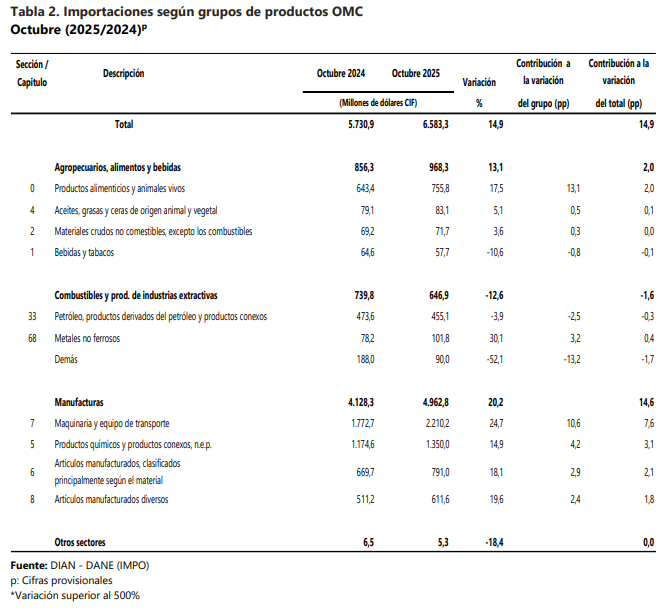 Tabla 2. Importaciones según grupos de productos OMC
Octubre (2025/2024)p
Sección / Capitulo Descripción Octubre 2024 Octubre 2025 Variación % Contribución a la variación del grupo (pp) Contribución a la variación del total (pp)
(Millones de dólares CIF)
Total 5.730,9 6.583,3 14,9 14,9
Agropecuarios, alimentos y bebidas 856,3 968,3 13,1 2,0
0 Productos alimenticios y animales vivos 643,4 755,8 17,5 13,1 2,0
4 Aceites, grasas y ceras de origen animal y vegetal 79,1 83,1 5,1 0,5 0,1
2 Materiales crudos no comestibles, excepto los combustibles 69,2 71,7 3,6 0,3 0,0
1 Bebidas y tabacos 64,6 57,7 -10,6 -0,8 -0,1
Combustibles y prod. de industrias extractivas 739,8 646,9 -12,6 -1,6
33 Petróleo, productos derivados del petróleo y productos conexos 473,6 455,1 -3,9 -2,5 -0,3
68 Metales no ferrosos 78,2 101,8 30,1 3,2 0,4
Demás 188,0 90,0 -52,1 -13,2 -1,7
Manufacturas 4.128,3 4.962,8 20,2 14,6
7 Maquinaria y equipo de transporte 1.772,7 2.210,2 24,7 10,6 7,6
5 Productos químicos y productos conexos, n.e.p. 1.174,6 1.350,0 14,9 4,2 3,1
6 Artículos manufacturados, clasificados principalmente según el material 669,7 791,0 18,1 2,9 2,1
8 Artículos manufacturados diversos 511,2 611,6 19,6 2,4 1,8
Otros sectores 6,5 5,3 -18,4 0,0
Fuente: DIAN - DANE (IMPO)
p: Cifras provisionales
*Variación superior al 500%